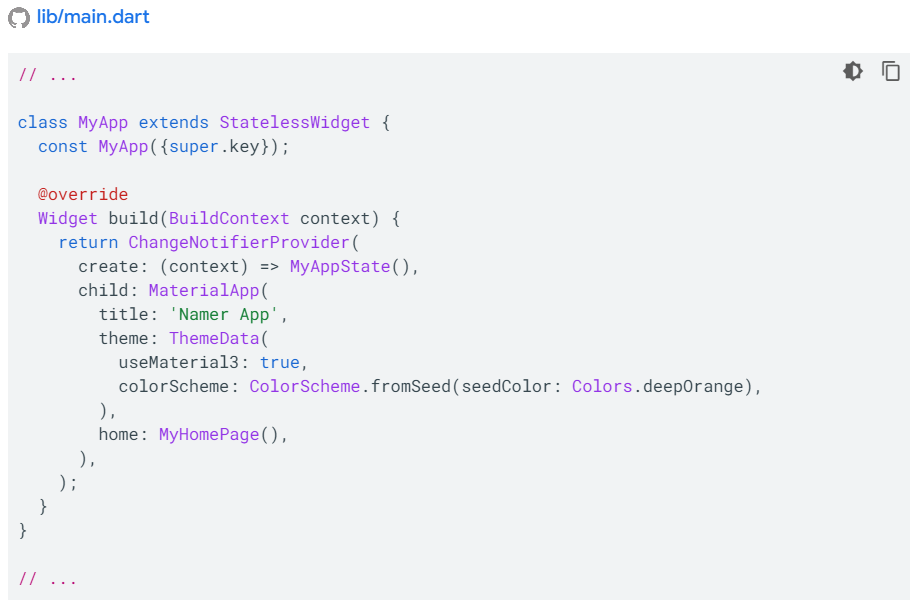 lib/main.dart
// ...
class MyApp extends StatelessWidget {
  const MyApp({super.key});
  @override
  Widget build(BuildContext context) {
    return ChangeNotifierProvider(
      create: (context) => MyAppState(),
      child: MaterialApp(
        title: 'Namer App',
        theme: ThemeData(
          useMaterial3: true,
          colorScheme: ColorScheme.fromSeed(seedColor: Colors.deepOrange),
        ),
        home: MyHomePage(),
      ),
    );
  }
}
// ...